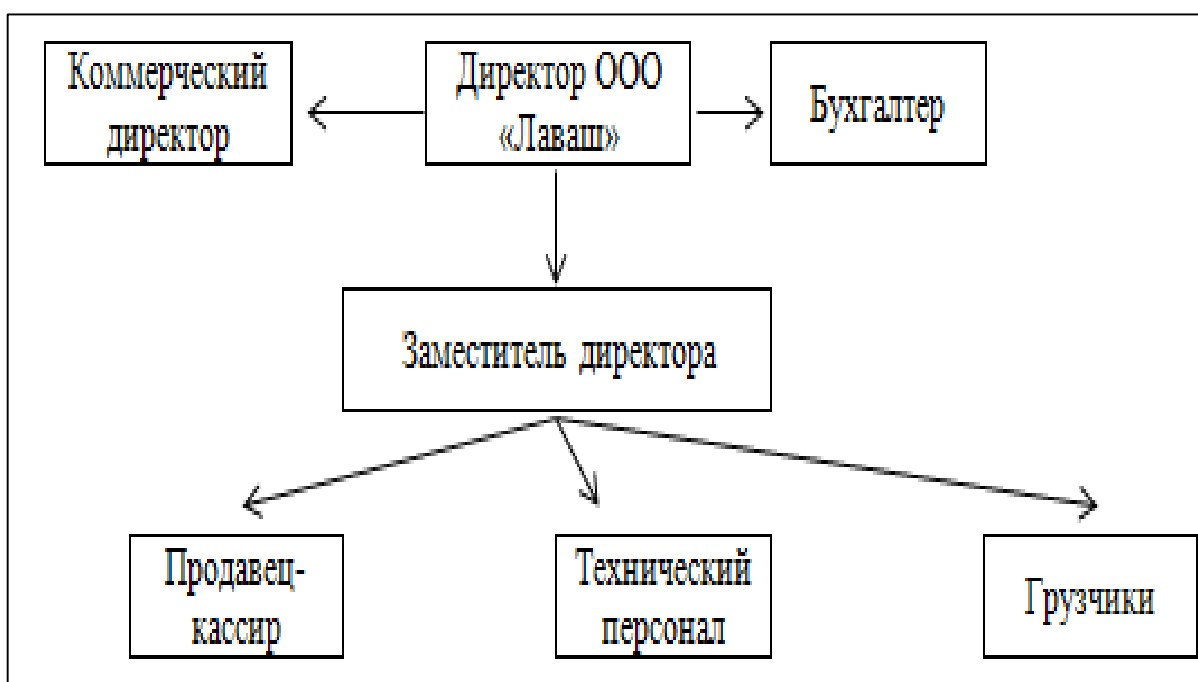 Коммерческий
директор
Директор ООО
«Лаваш»
Бухгалтер
Заместитель директора
Продавец-
кассир
Технический
персонал
Грузчики